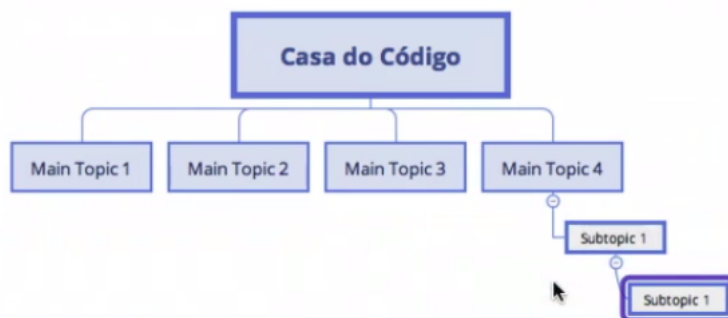 Casa do Código
Main Topic 1
Main Topic 2
Main Topic 3
Main Topic 4
Subtopic 1
Subtopic 1